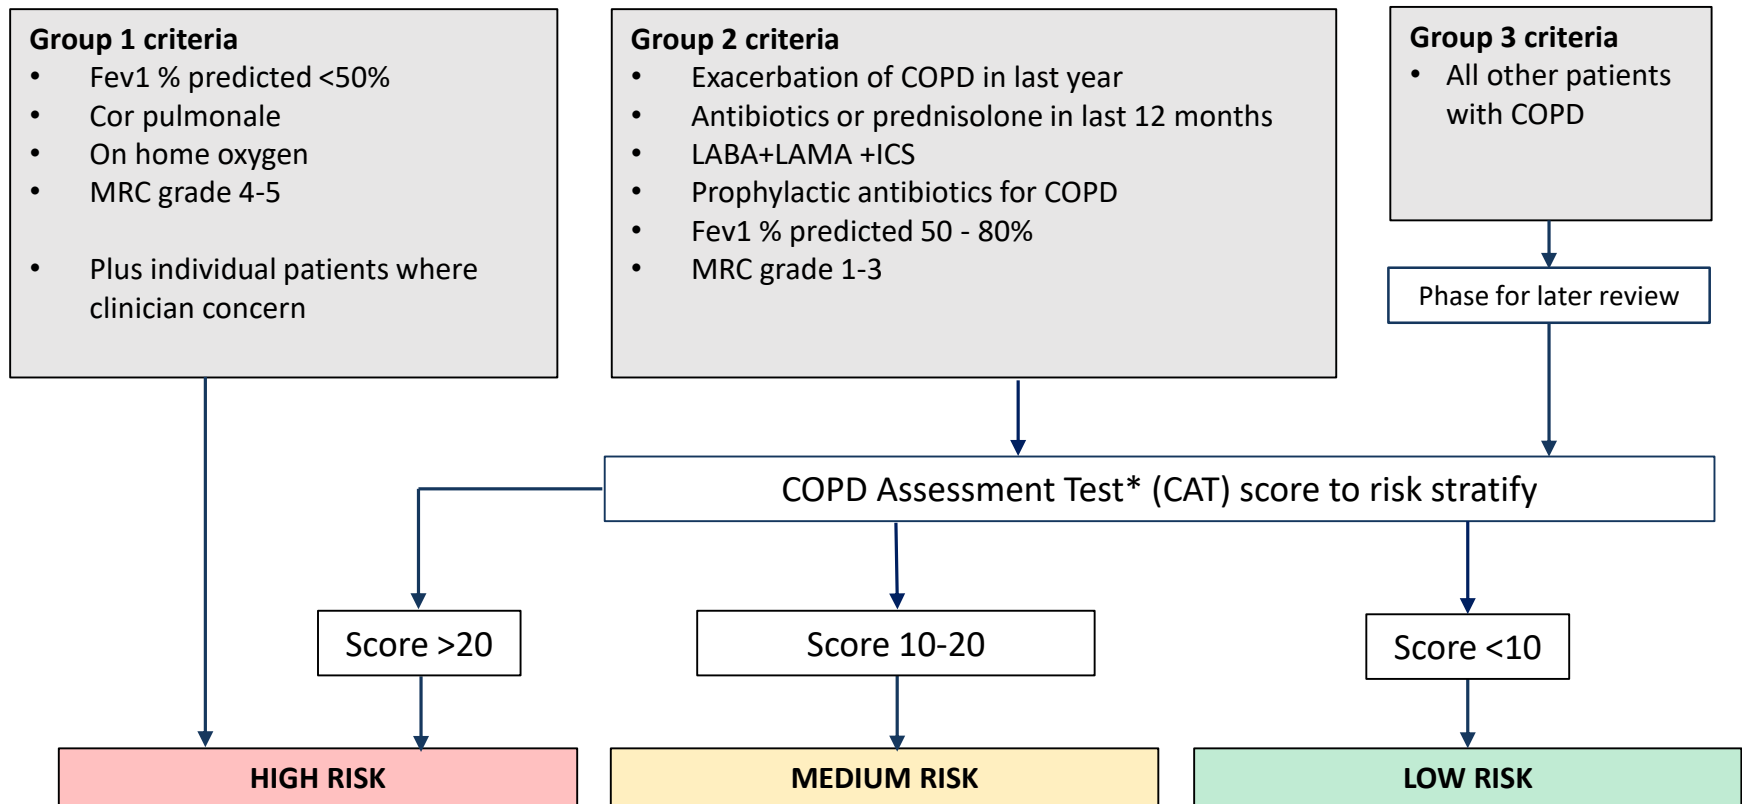 Group 1 criteria
• Fev1 % predicted <50%
• Cor pulmonale
• On home oxygen
• MRC grade 4-5
• Plus individual patients where
clinician concern
Group 2 criteria
• Exacerbation of COPD in last year
• Antibiotics or prednisolone in last 12 months
• LABA+LAMA +ICS
• Prophylactic antibiotics for COPD
• Fev1 % predicted 50 - 80%
• MRC grade 1-3
Group 3 criteria
• All other patients
with COPD
Phase for later review
COPD Assessment Test* (CAT) score to risk stratify
Score >20
Score 10-20
Score <10
HIGH RISK
MEDIUM RISK
LOW RISK